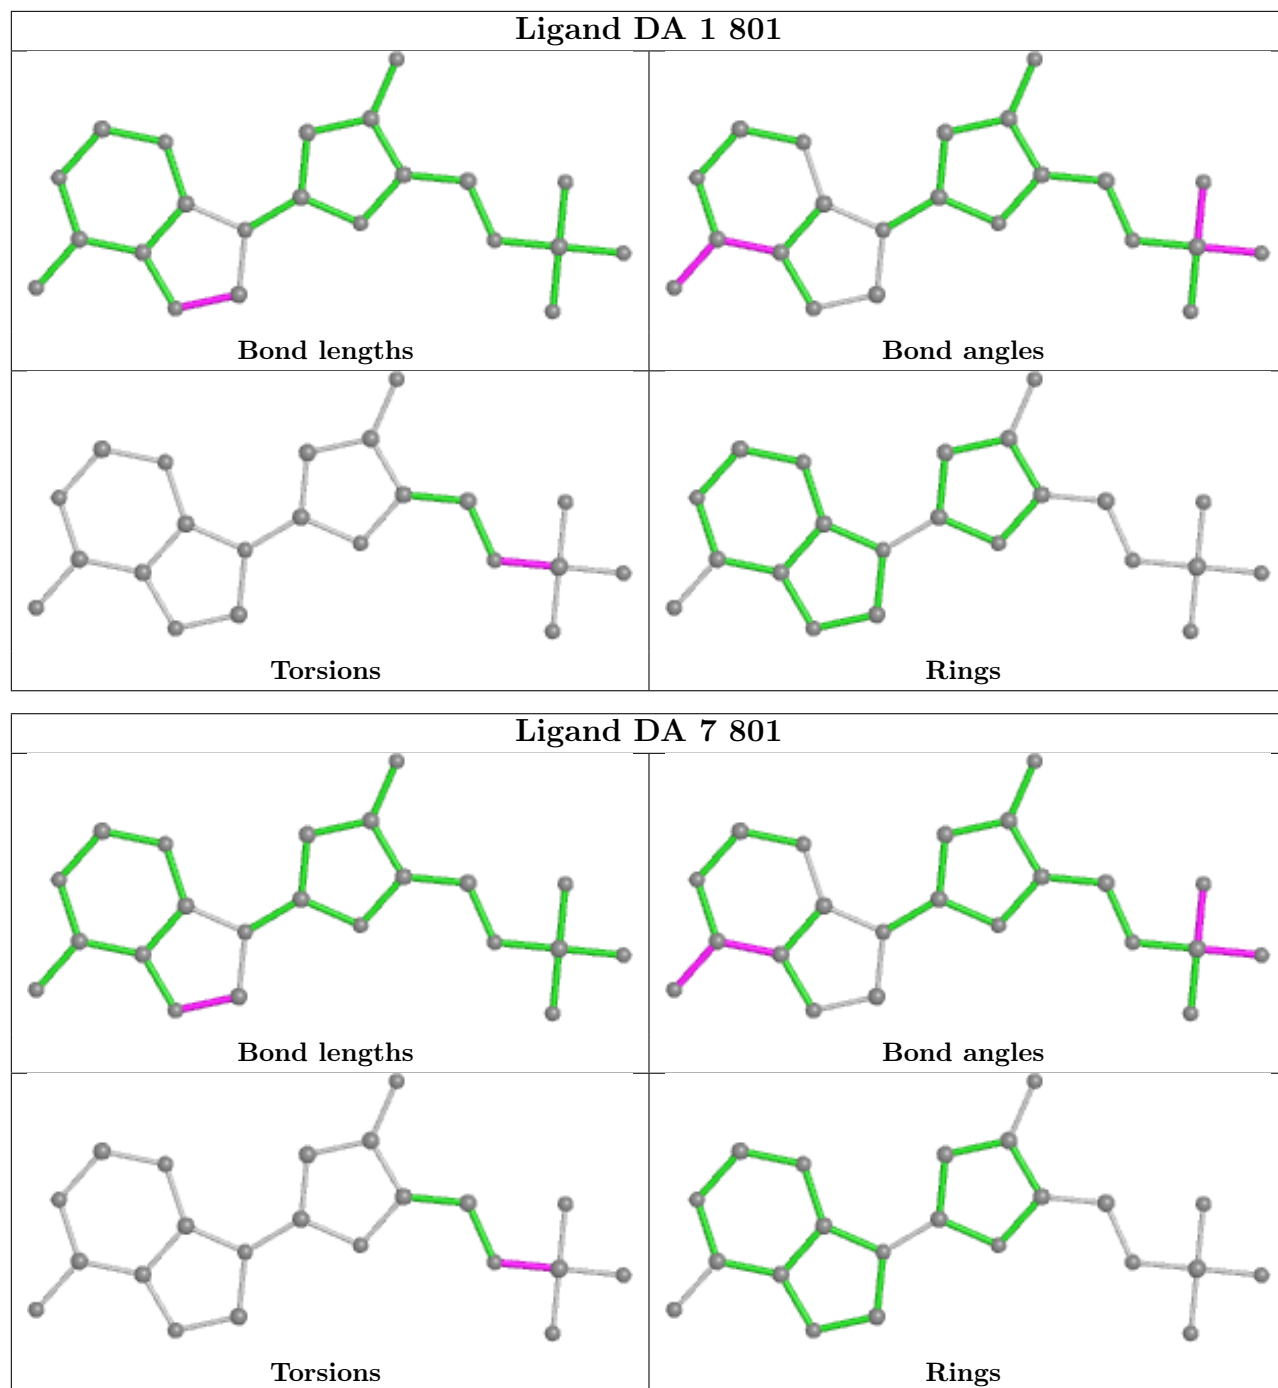 Ligand DA 1 801
Bond lengths
Bond angles
Torsions
Rings
Ligand DA 7 801
Bond lengths
Bond angles
Torsions
Rings